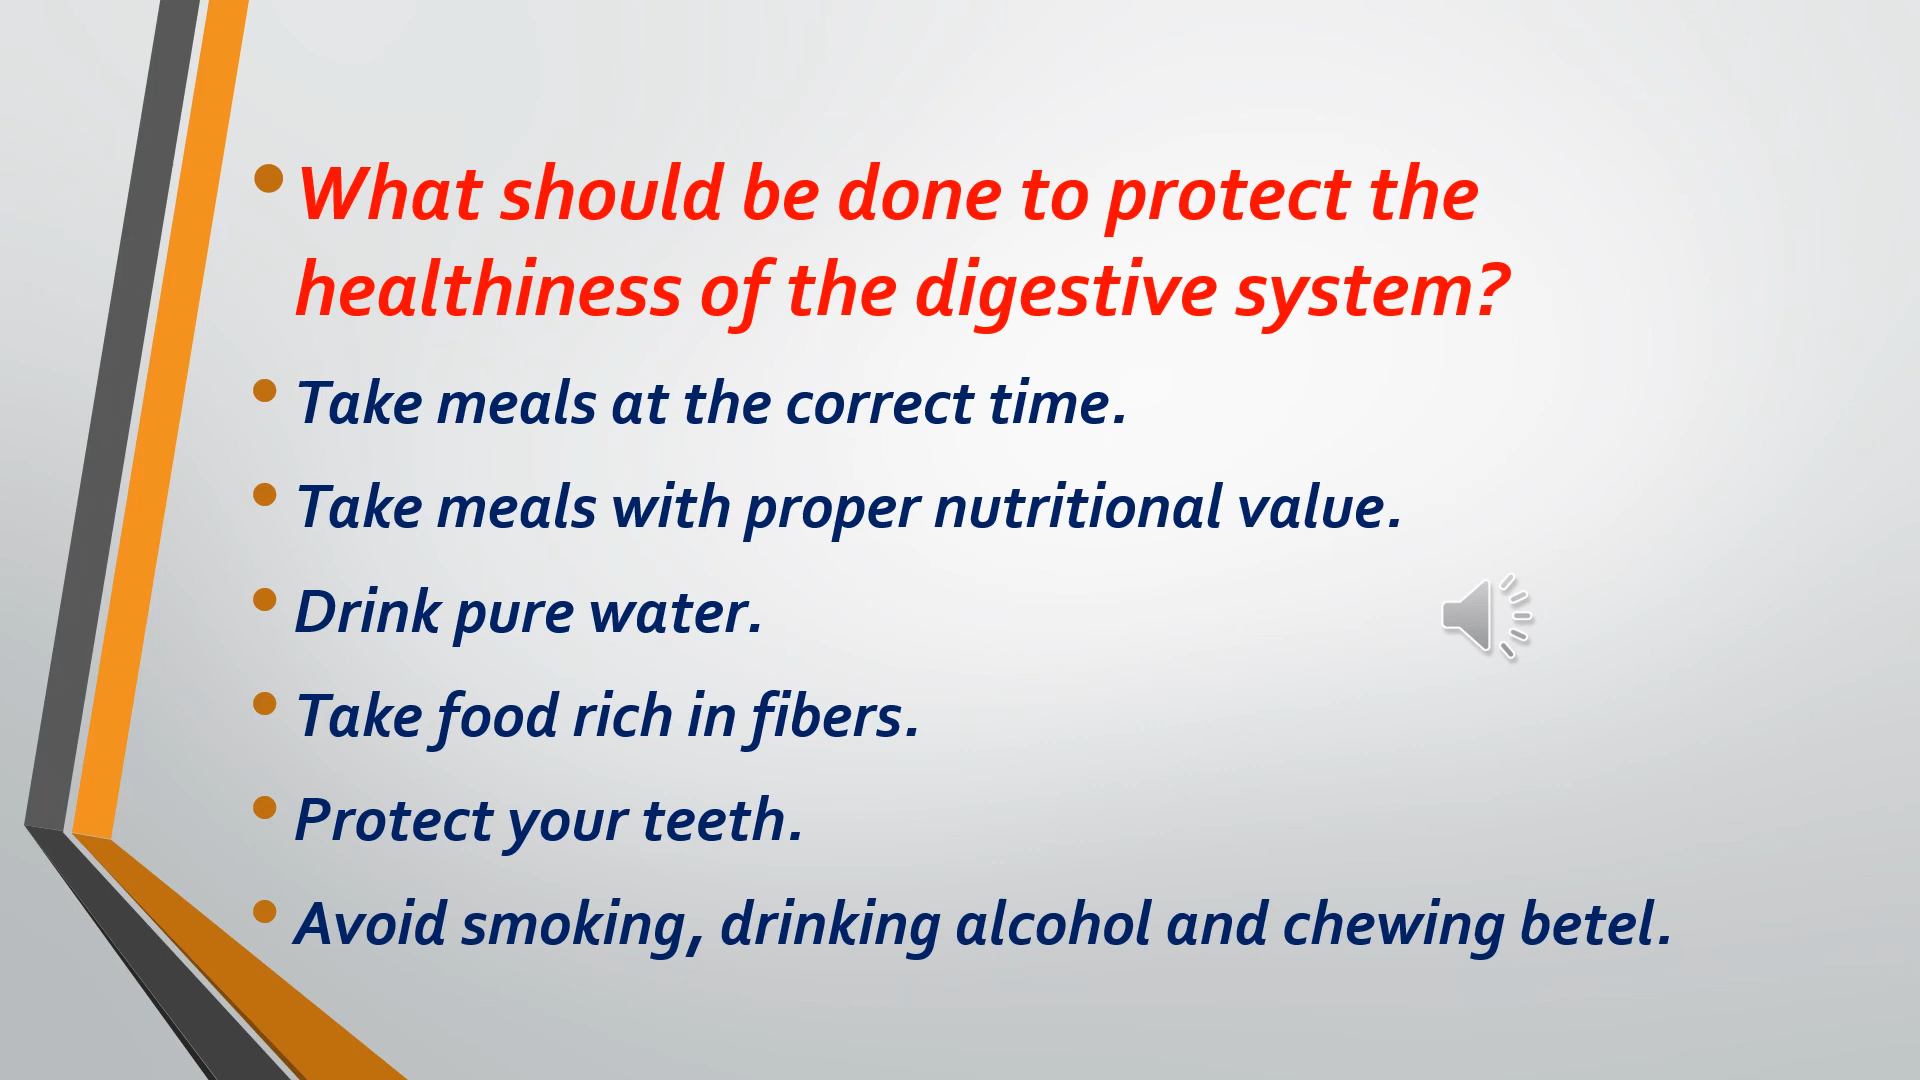 • What should be done to protect the
healthiness of the digestive system?
• Take meals at the correct time.
• Take meals with proper nutritional value.
• Drink pure water.
• Take food rich in fibers.
• Protect your teeth.
• Avoid smoking, drinking alcohol and chewing betel.